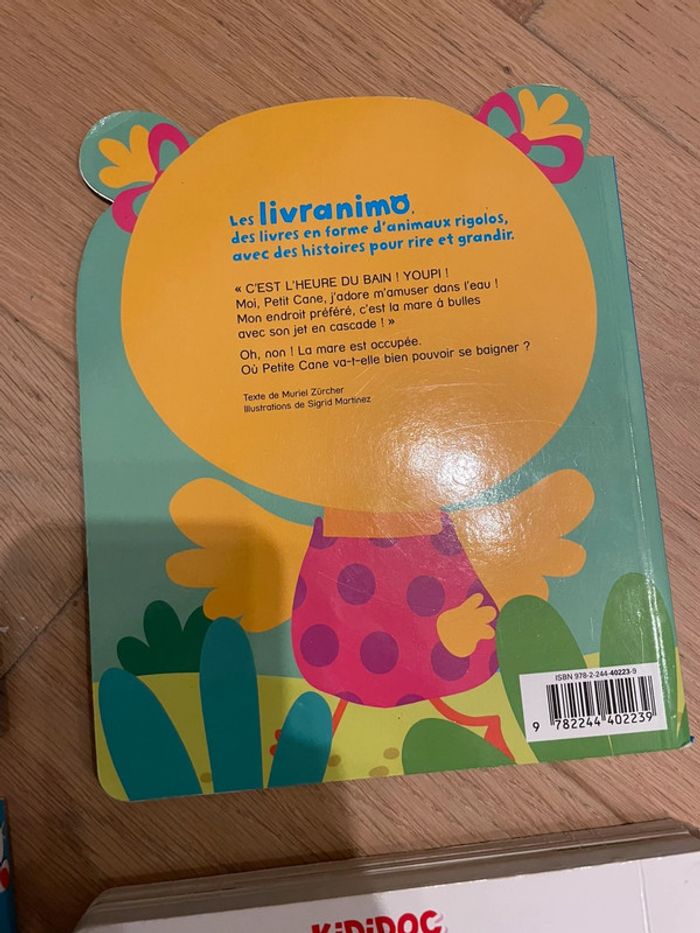 Les livranimo,
des livres en forme d'animaux rigolos,
avec des histoires pour rire et grandir.
« C'EST L'HEURE DU BAIN ! YOUPI !
Moi, Petit Cane, j'adore m'amuser dans l'eau !
Mon endroit préféré, c'est la mare à bulles
avec son jet en cascade ! »
Oh, non ! La mare est occupée.
Où Petite Cane va-t-elle bien pouvoir se baigner ?
Texte de Muriel Zürcher
Illustrations de Sigrid Martinez
ISBN 978-2-244-40223-9
9 782244 402239
KiDiDOC